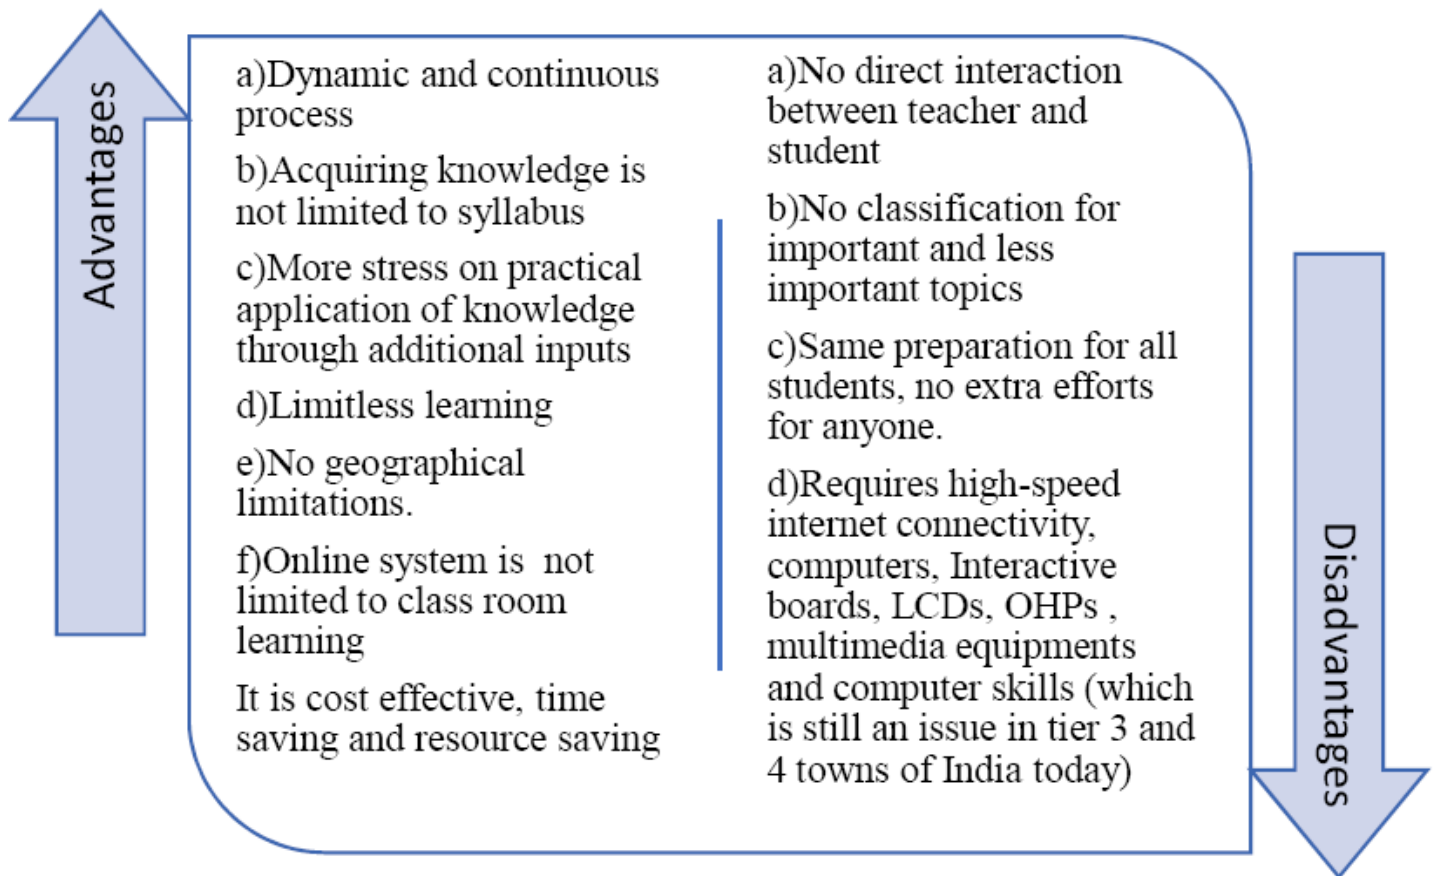 Advantages
a)Dynamic and continuous
process
b)Acquiring knowledge is
not limited to syllabus
c)More stress on practical
application of knowledge
through additional inputs
d)Limitless learning
e)No geographical
limitations.
f)Online system is  not
limited to class room
learning
It is cost effective, time
saving and resource saving
a)No direct interaction
between teacher and
student
b)No classification for
important and less
important topics
c)Same preparation for all
students, no extra efforts
for anyone.
d)Requires high-speed
internet connectivity,
computers, Interactive
boards, LCDs, OHPs ,
multimedia equipments
and computer skills (which
is still an issue in tier 3 and
4 towns of India today)
Disadvantages